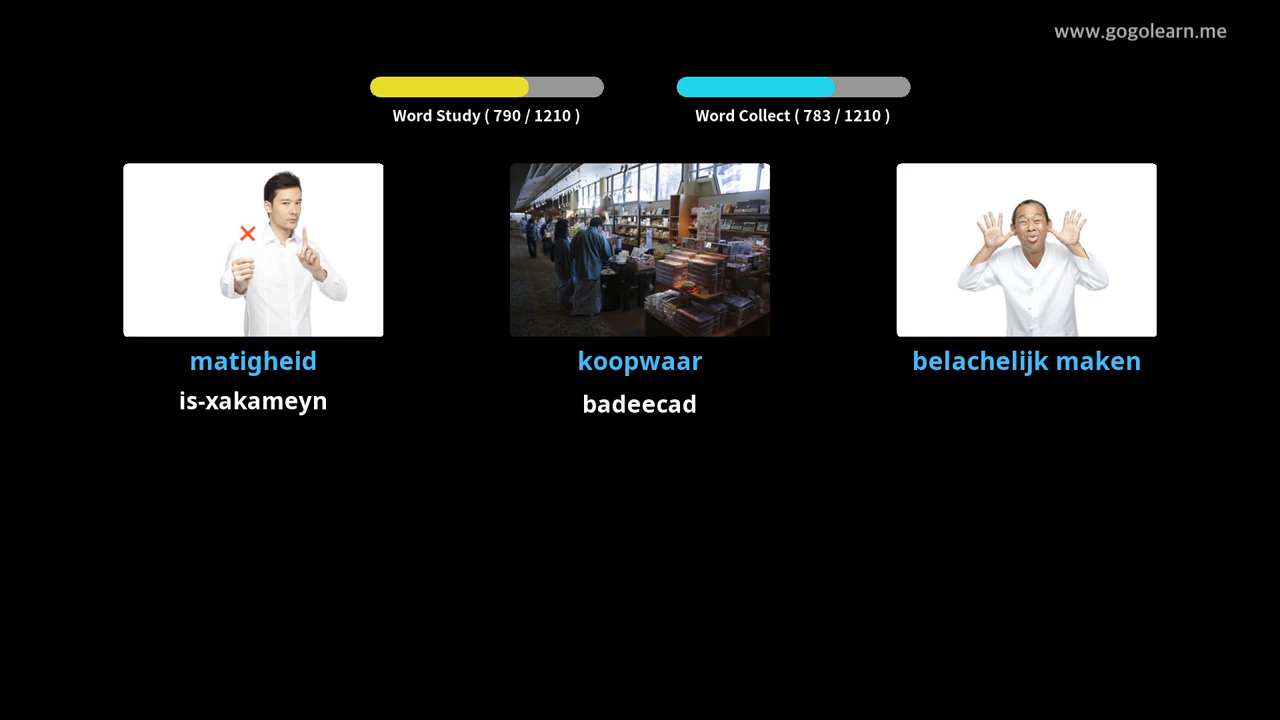 www.gogolearn.me
Word Study ( 790 / 1210 )
Word Collect ( 783 / 1210 )
matigheid
koopwaar
belachelijk maken
is-xakameyn
badeecad